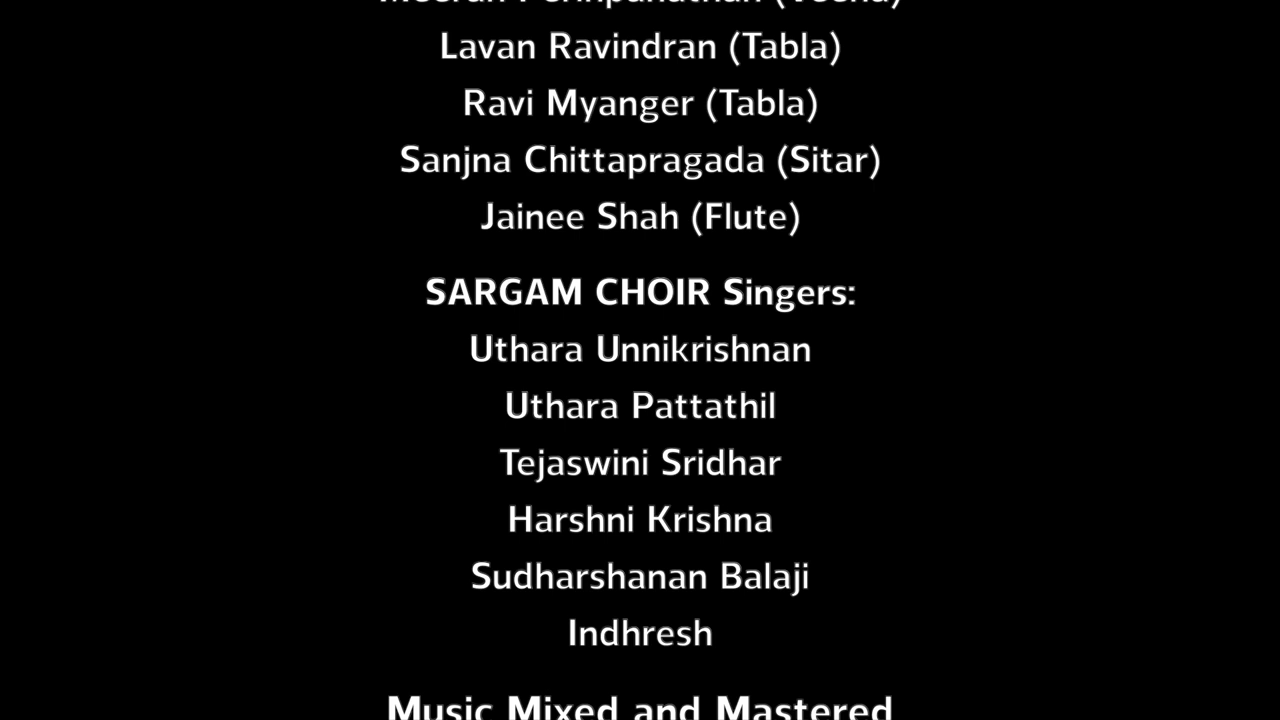 Lavan Ravindran (Tabla)
Ravi Myanger (Tabla)
Sanjna Chittapragada (Sitar)
Jainee Shah (Flute)
SARGAM CHOIR Singers:
Uthara Unnikrishnan
Uthara Pattathil
Tejaswini Sridhar
Harshni Krishna
Sudharshanan Balaji
Indhresh
Music Mixed and Mastered